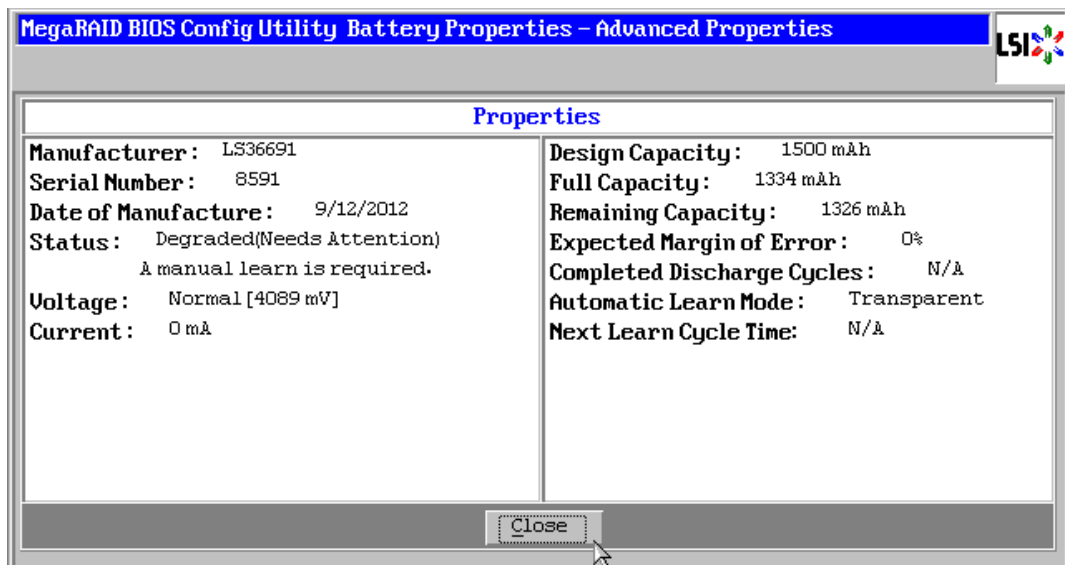 MegaRAID BIOS Config Utility Battery Properties - Advanced Properties
LSI
Properties
Manufacturer: LS36691
Serial Number: 8591
Date of Manufacture: 9/12/2012
Status: Degraded(Needs Attention)
A manual learn is required.
Voltage: Normal [4089 mV]
Current: 0 mA
Design Capacity: 1500 mAh
Full Capacity: 1334 mAh
Remaining Capacity: 1326 mAh
Expected Margin of Error: 0%
Completed Discharge Cycles: N/A
Automatic Learn Mode: Transparent
Next Learn Cycle Time: N/A
Close